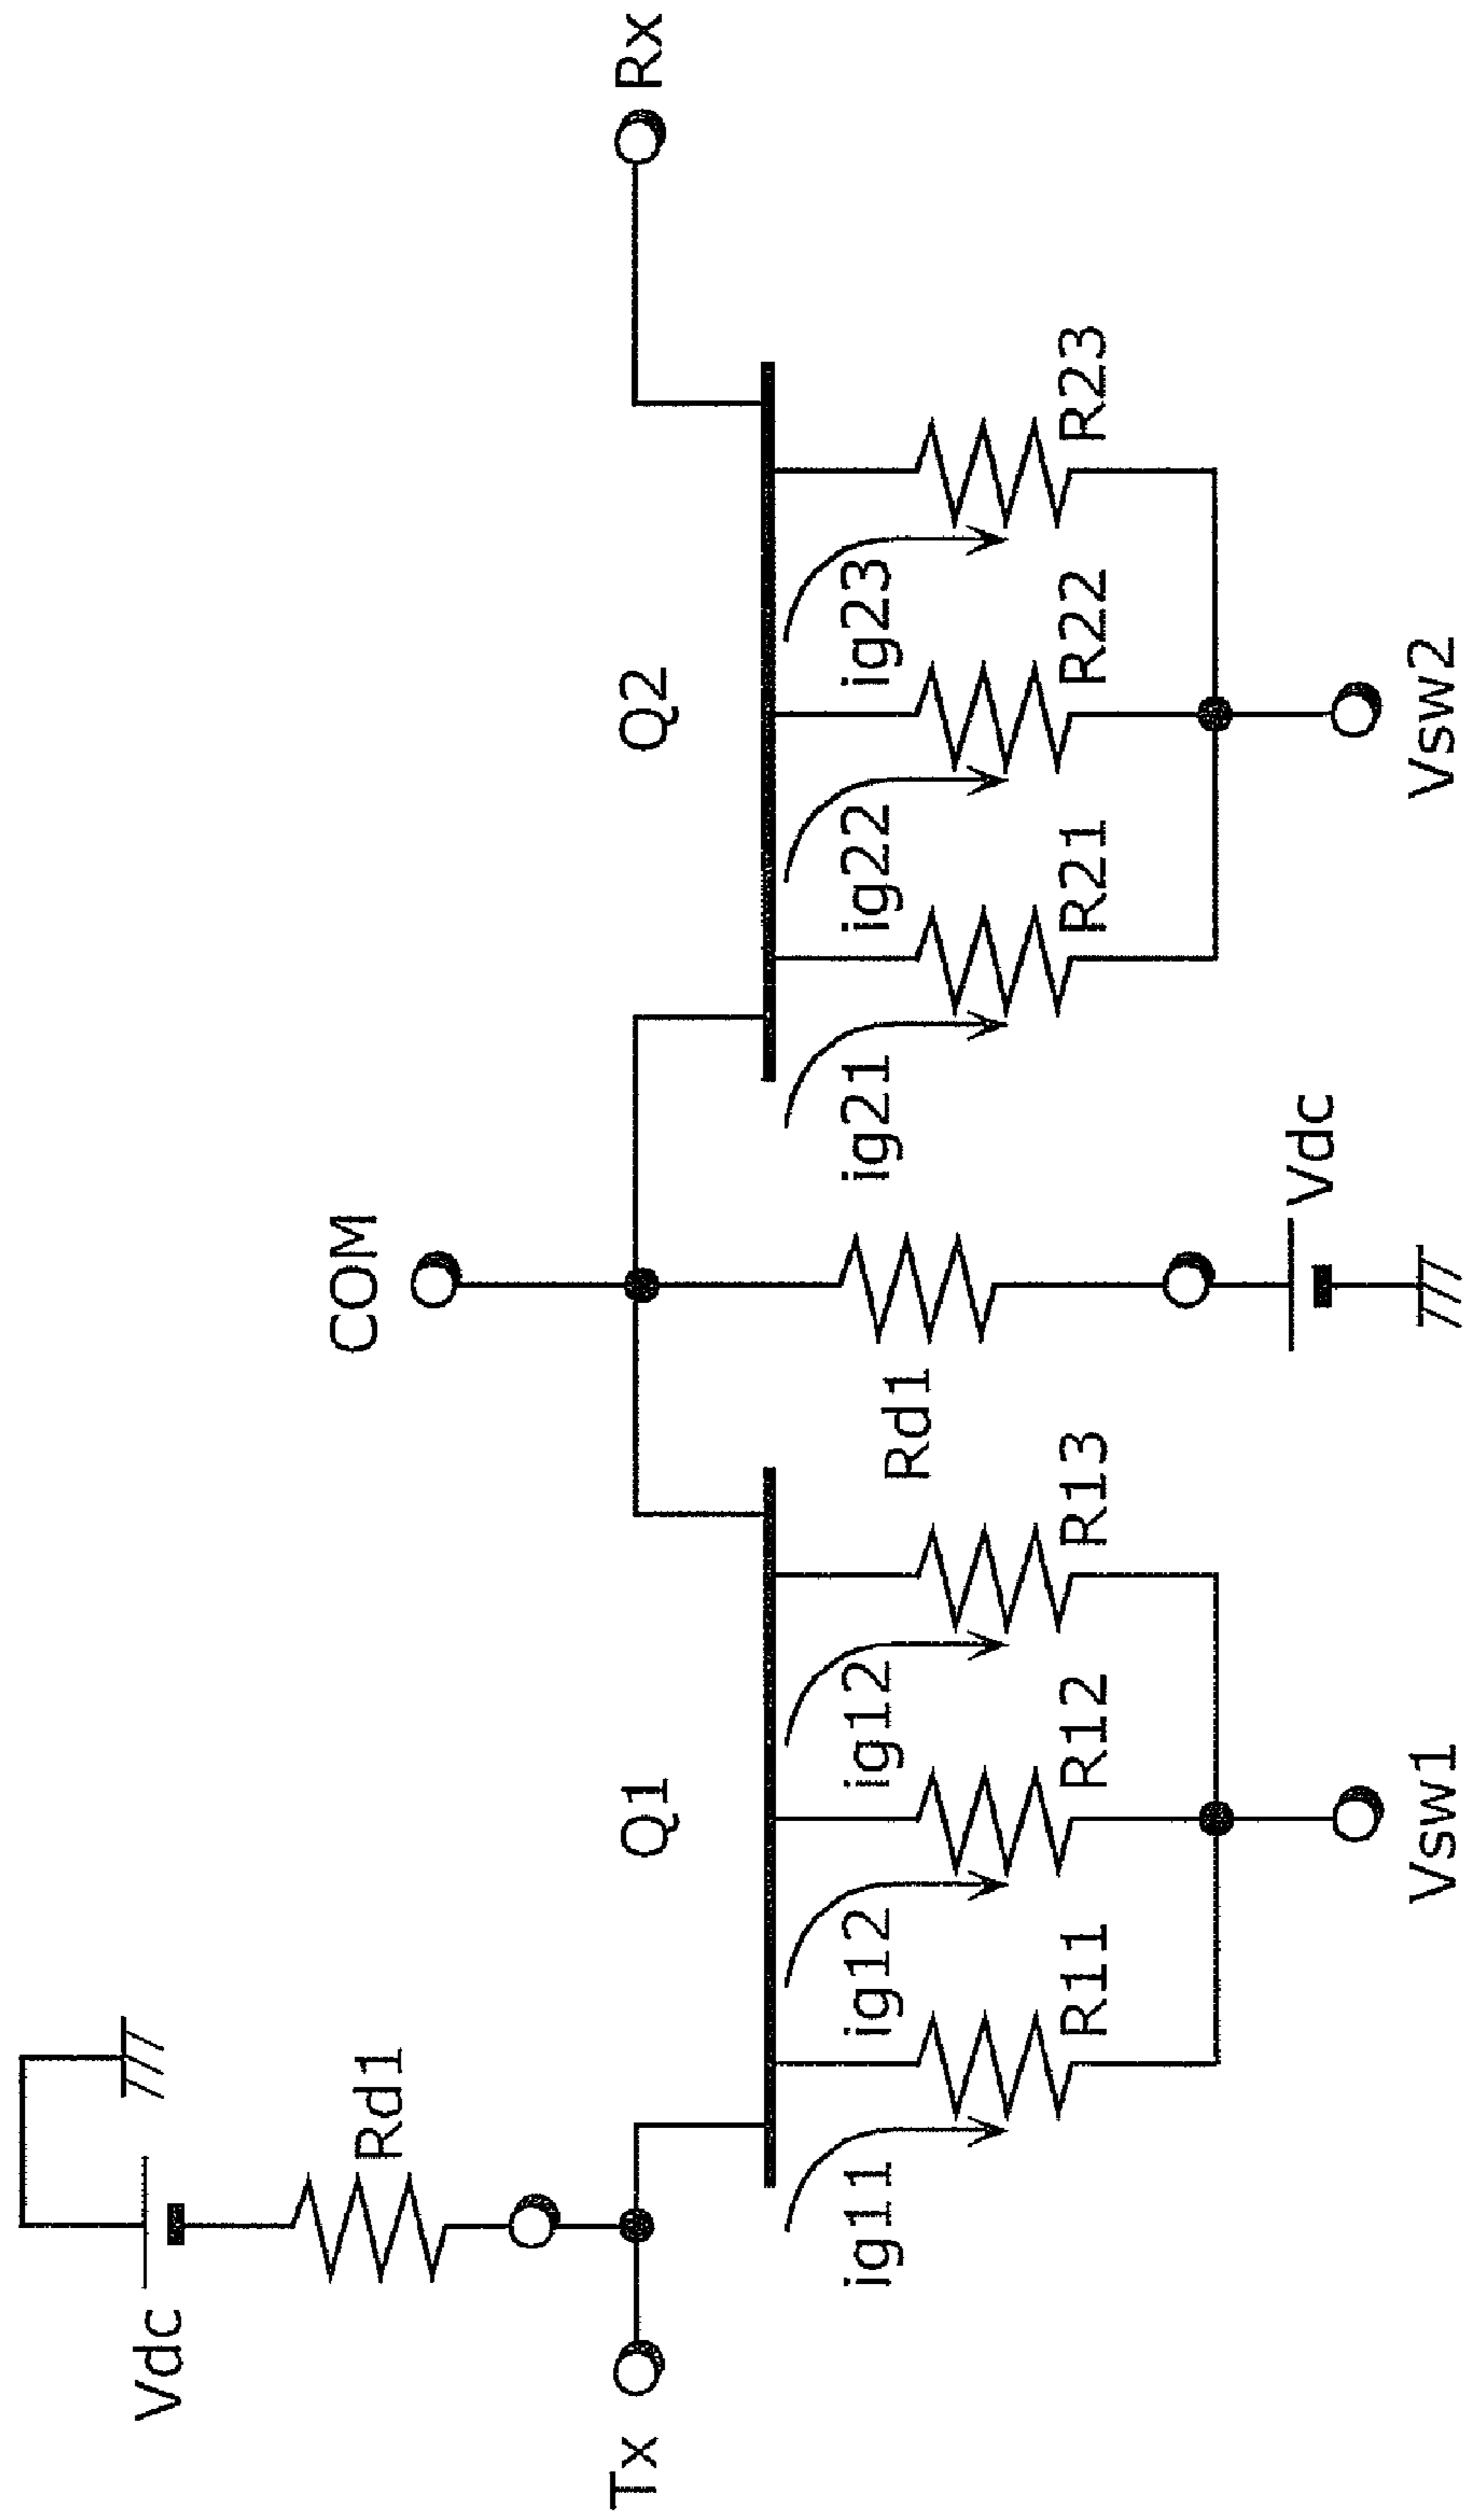 COM
Vdc
Rd1
Tx
Q1
Q2
Rx
ig11
ig12
ig12
Rd1
ig21
ig22
ig23
R11
R12
R13
R21
R22
R23
Vdc
Vsw1
Vsw2